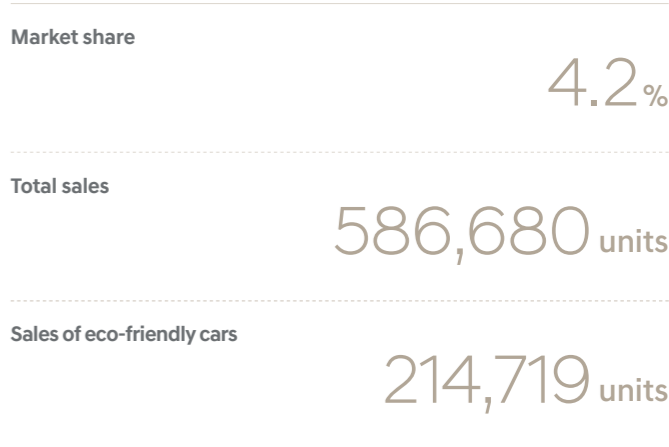 Market share
4.2 %
Total sales
586,680 units
Sales of eco-friendly cars
214,719 units